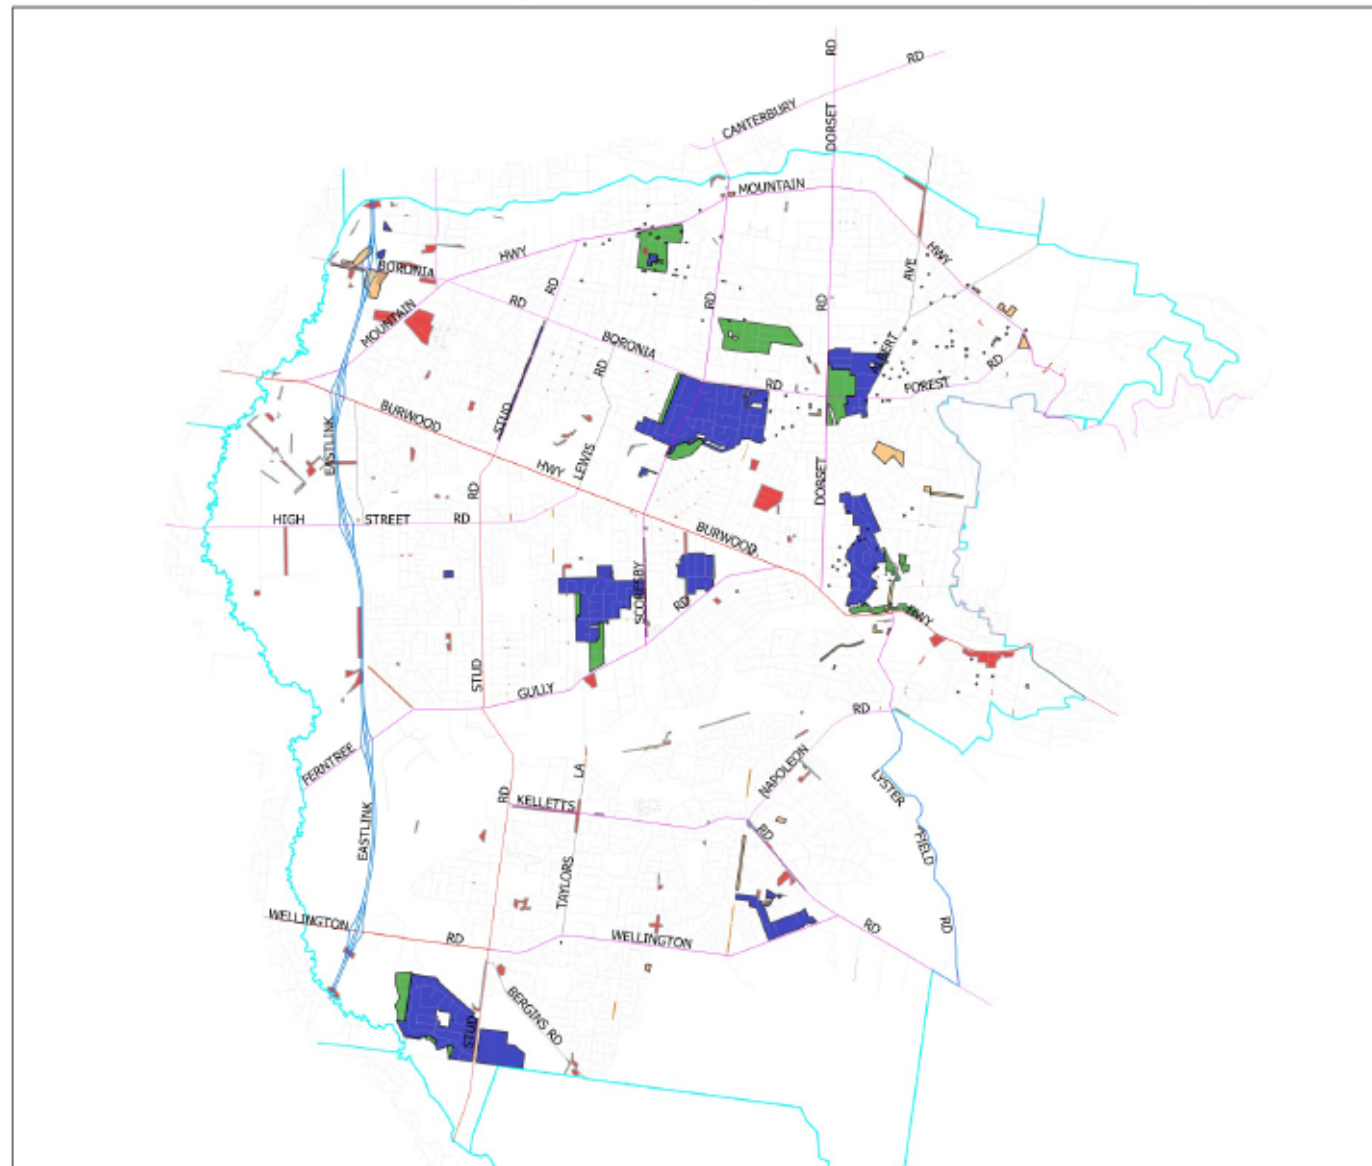 RD
RD
CANTERBURY
DORSET
MOUNTAIN
HWY
HWY
BORONIA
AVE
RD
RD
RD
RD
MOUNTAIN
BORONIA
ALBERT
RD
RD
FOREST
RD
BURWOOD
STUD
EASTLINK
HWY
LEWIS
DORSET
RD
HIGH
STREET
RD
BURWOOD
SCORESBY
RD
HWY
STUD
GULLY
RD
FERNTREE
LA
NAPOLEON
LYSTER
RD
KELLETTS
EASTLINK
RD
FIELD
TAYLORS
WELLINGTON
RD
WELLINGTON
RD
RD
BERGINS RD
STUD